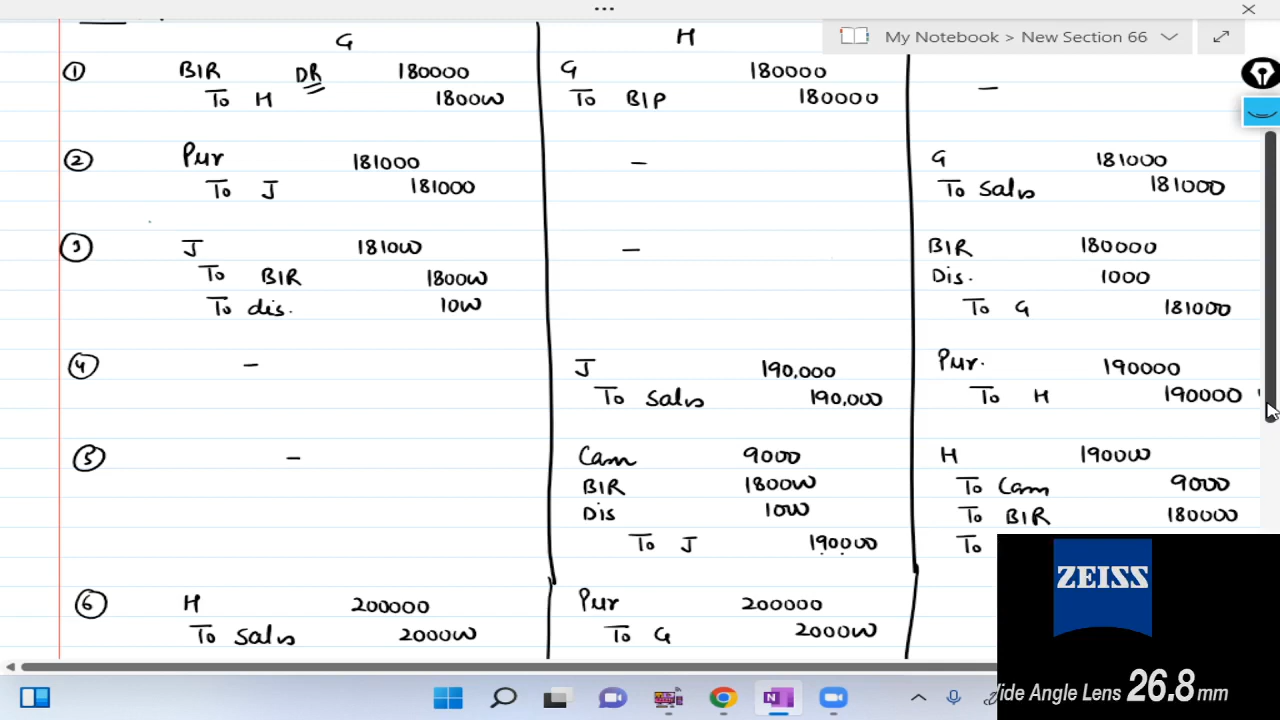 ...
My Notebook > New Section 66
G H
① BIR DR 180000 G 180000 —
To H 180000 To BIP 180000
② Pur 181000 — G 181000
To J 181000 To Sales 181000
③ J 181000 — BIR 180000
To BIR 180000 Dis. 1000
To dis. 1000 To G 181000
④ — J 190,000 Pur. 190000
To Sales 190,000 To H 190000
⑤ — Cash 9000 H 190000
BIR 180000 To Cash 9000
Dis 1000 To BIR 180000
To J 190000 To
⑥ H 200000 Pur 200000
To Sales 200000 To G 200000
ZEISS
ide Angle Lens 26.8 mm